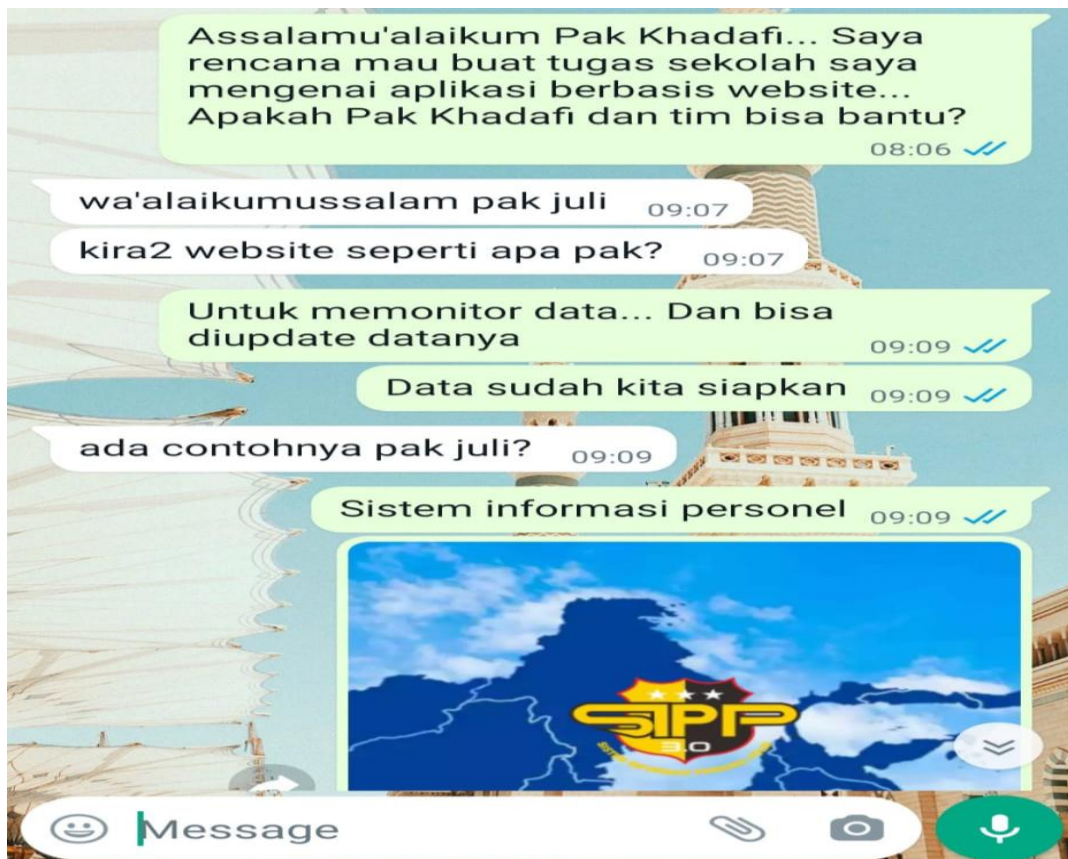 Assalamu'alaikum Pak Khadafi... Saya
rencana mau buat tugas sekolah saya
mengenai aplikasi berbasis website...
Apakah Pak Khadafi dan tim bisa bantu?
08:06
wa'alaikumussalam pak juli 09:07
kira2 website seperti apa pak? 09:07
Untuk memonitor data... Dan bisa
diupdate datanya 09:09
Data sudah kita siapkan 09:09
ada contohnya pak juli? 09:09
Sistem informasi personel 09:09
SIPP
3.0
Message